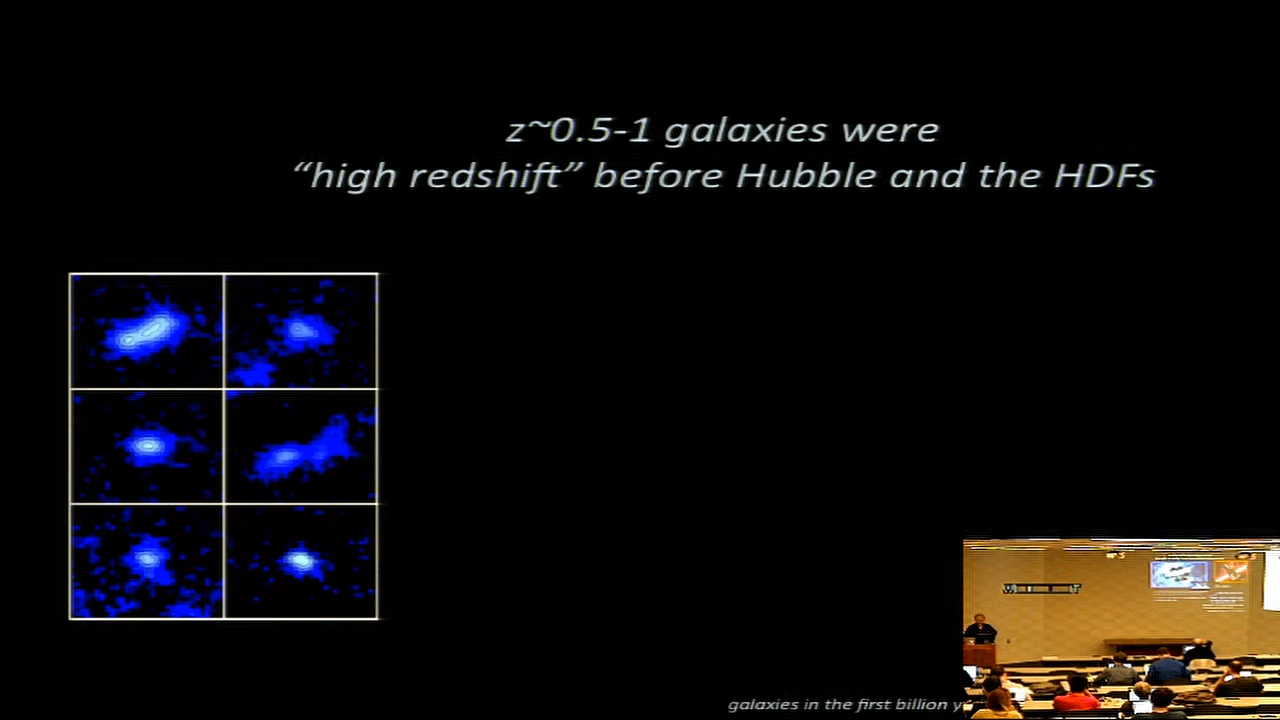 z~0.5-1 galaxies were
“high redshift” before Hubble and the HDFs
galaxies in the first billion